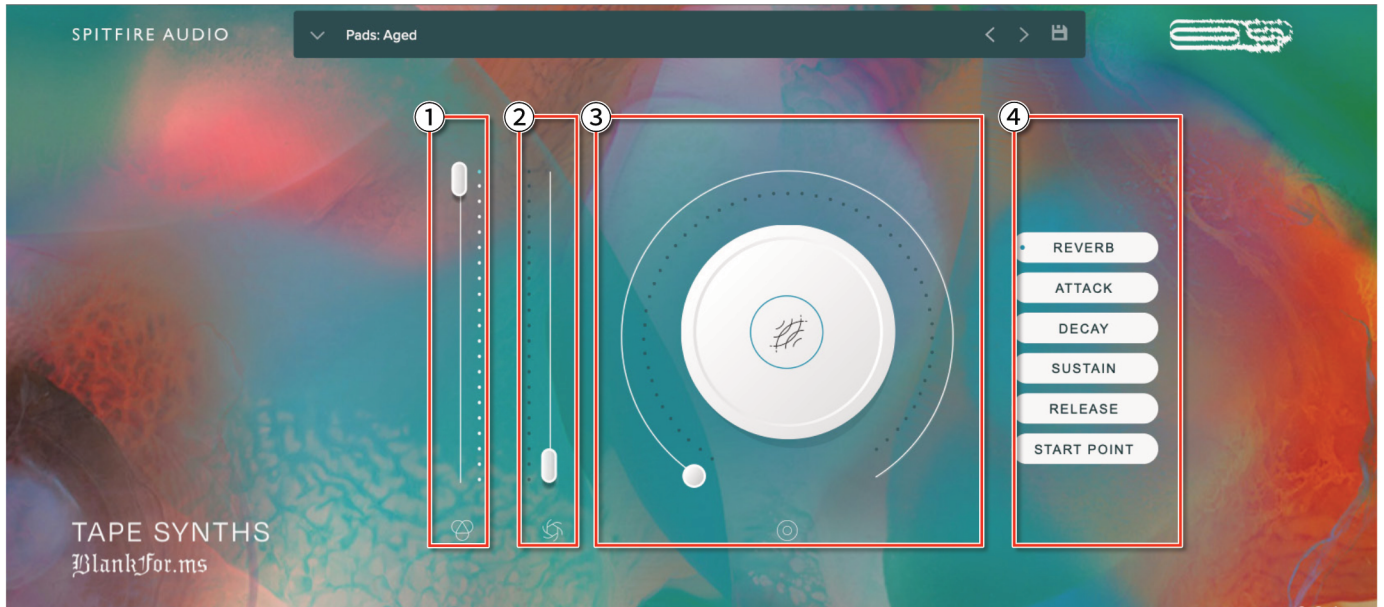 SPITFIRE AUDIO
Pads: Aged
1
2
3
4
REVERB
ATTACK
DECAY
SUSTAIN
RELEASE
START POINT
TAPE SYNTHS
BlankFor.ms